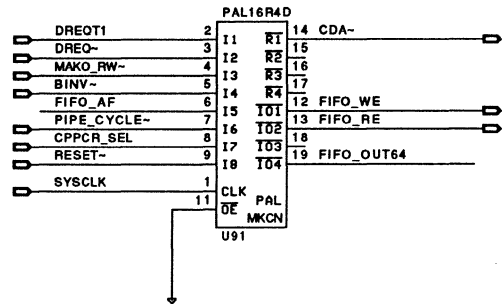 PAL16R4D
DREQT1 2 I1 R1 14 CDA~
DREQ~ 3 I2 R2 15
MAKO_RW~ 4 I3 R3 16
BINV~ 5 I4 R4 17
FIFO_AF 6 I5 IO1 12 FIFO_WE
PIPE_CYCLE~ 7 I6 IO2 13 FIFO_RE
CPPCR_SEL 8 I7 IO3 18
RESET~ 9 I8 IO4 19 FIFO_OUT64
SYSCLK 1 CLK
11 OE PAL
MKCN
U91